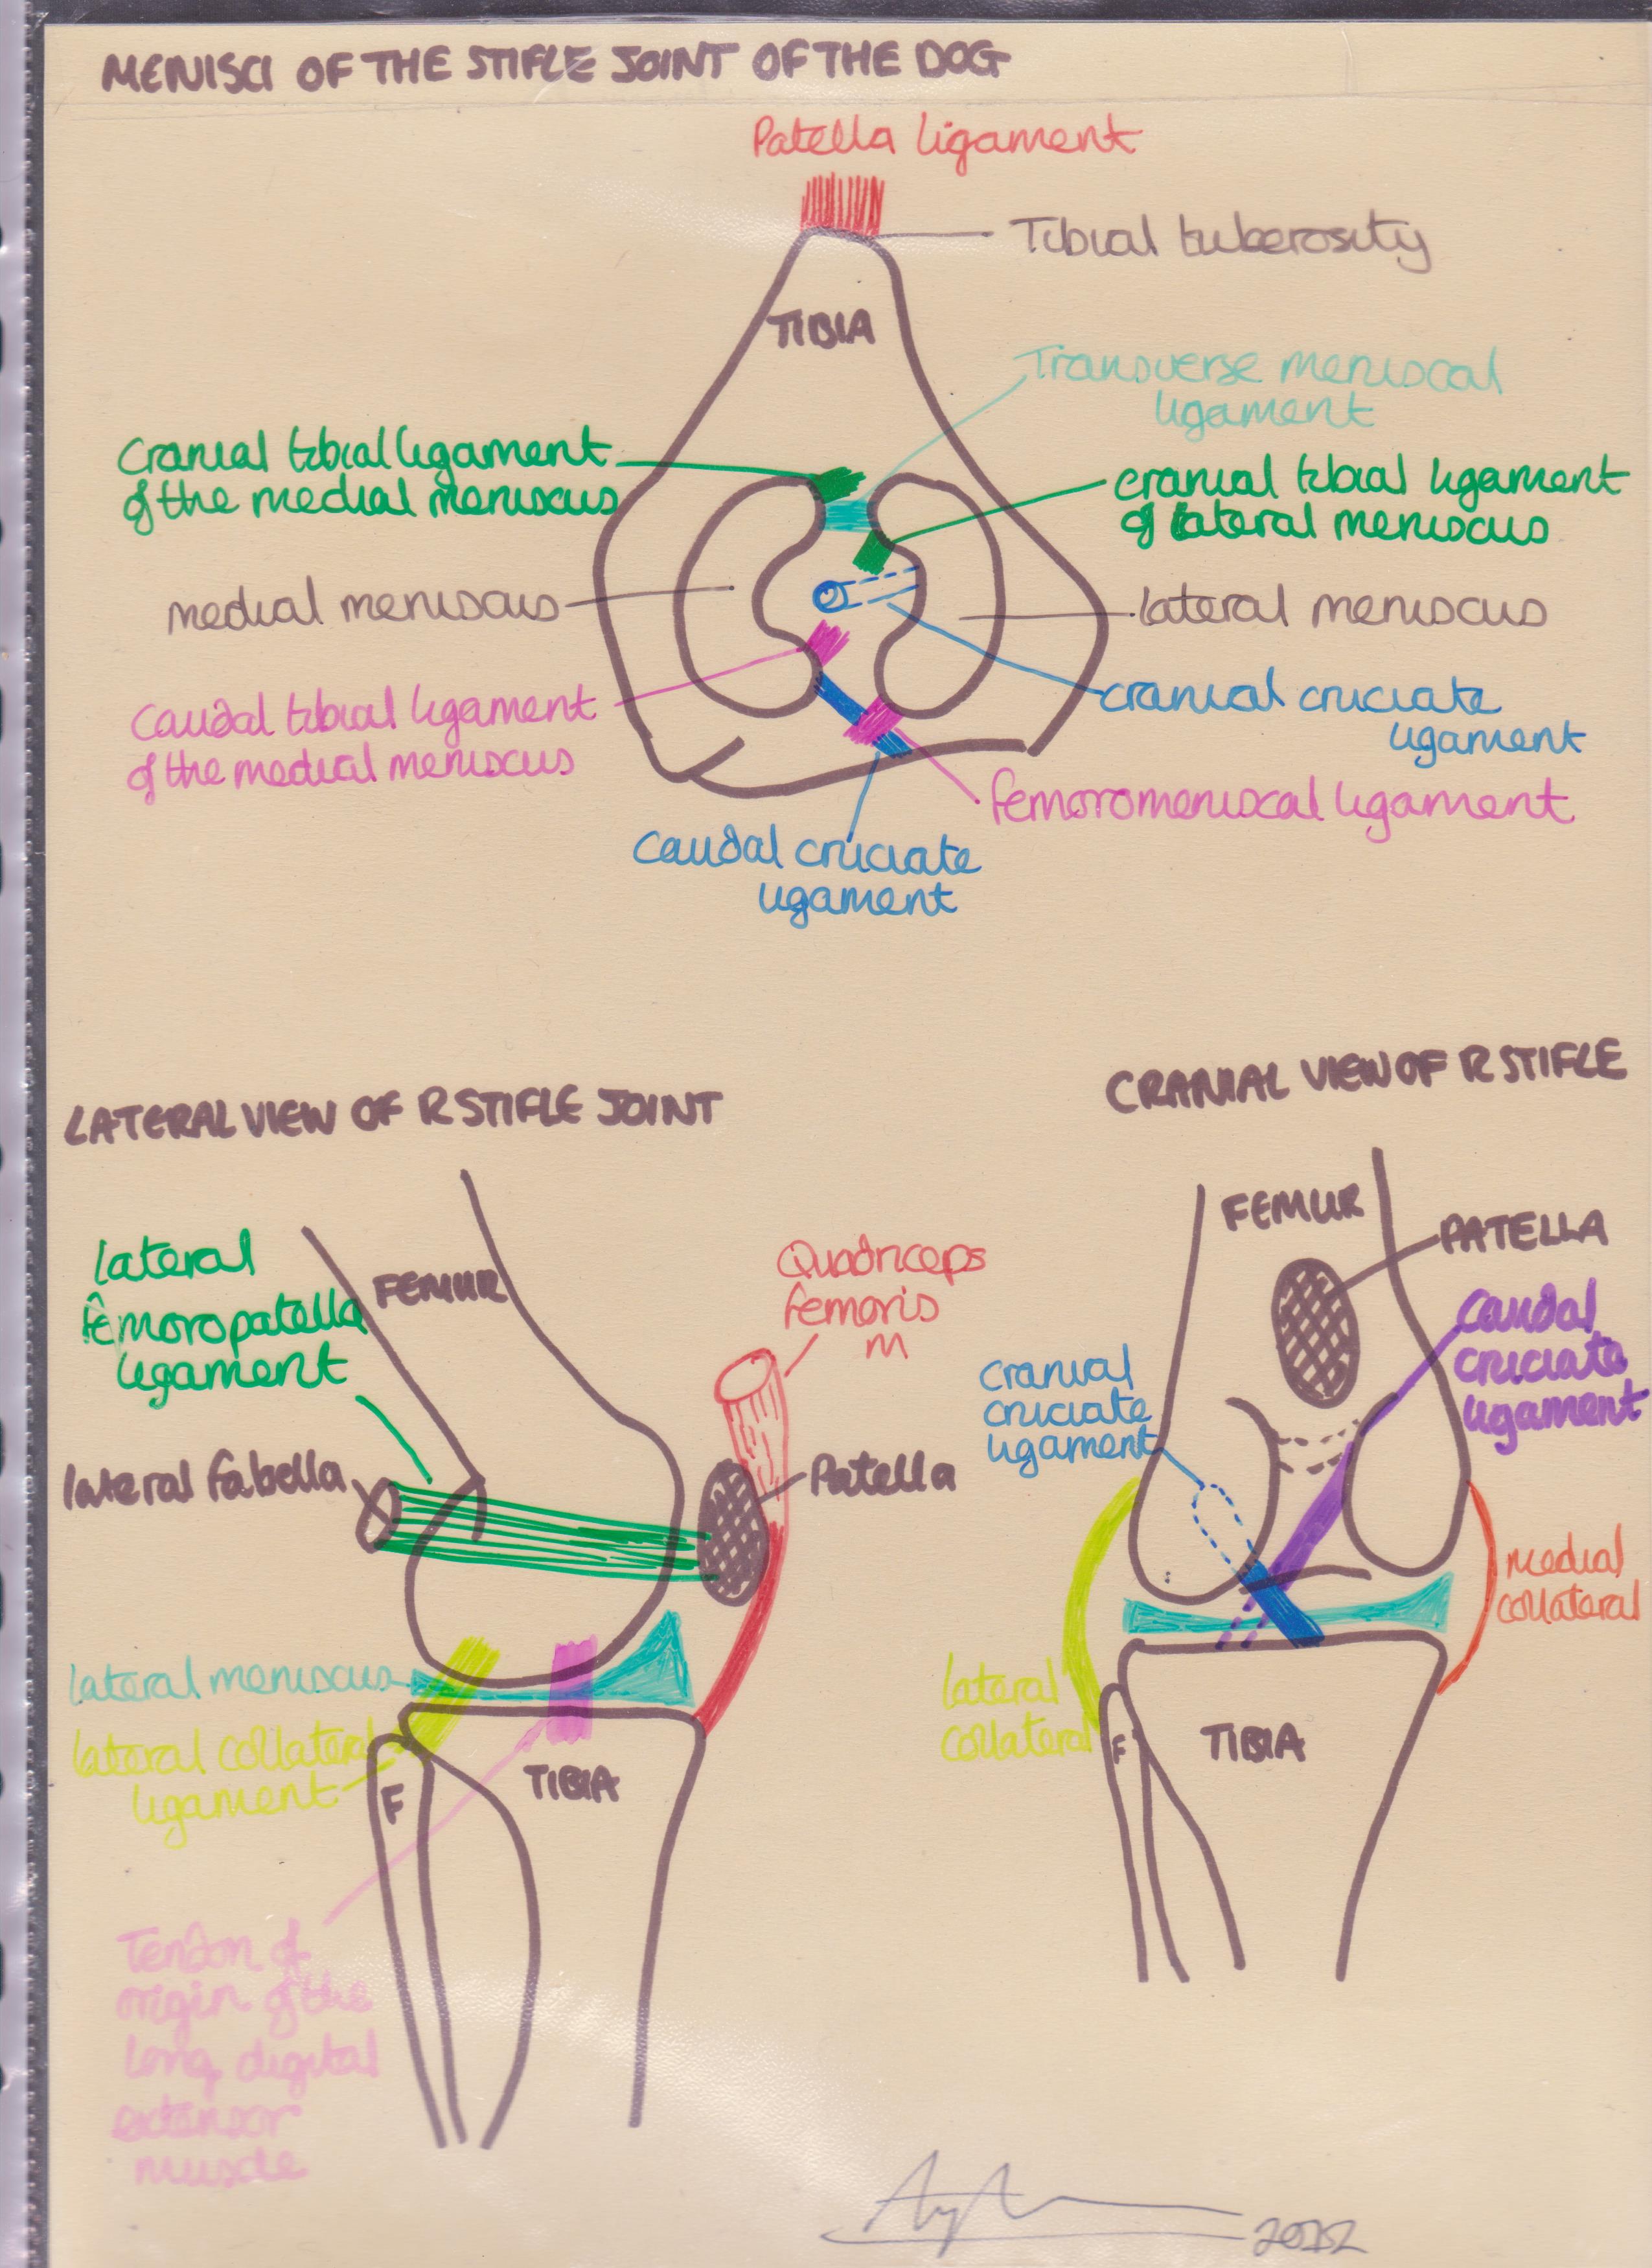 MENISCI OF THE STIFLE JOINT OF THE DOG
Patella ligament
Tibial tuberosity
TIBIA
Transverse meniscal
ligament
Cranial tibial ligament
of the medial meniscus
cranial tibial ligament
of lateral meniscus
medial meniscus
lateral meniscus
Caudal tibial ligament
of the medial meniscus
cranial cruciate
ligament
femoromeniscal ligament
Caudal cruciate
ligament
LATERAL VIEW OF R STIFLE JOINT
lateral
femoropatella
ligament
FEMUR
Quadriceps
femoris
m
lateral fabella
Patella
lateral meniscus
lateral collateral
ligament
F
TIBIA
Tendon of
origin of the
long digital
extensor
muscle
CRANIAL VIEW OF R STIFLE
FEMUR
PATELLA
Caudal
cruciate
ligament
cranial
cruciate
ligament
medial
collateral
lateral
collateral
F
TIBIA
2012